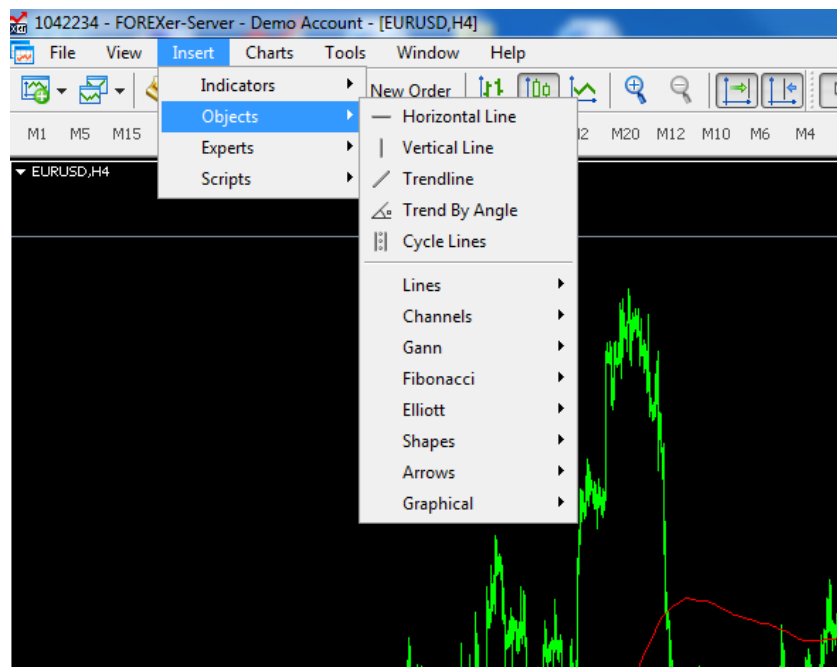 1042234 - FOREXer-Server - Demo Account - [EURUSD,H4]
File View Insert Charts Tools Window Help
Indicators New Order
Objects Horizontal Line
M1 M5 M15 M20 M12 M10 M6 M4
Experts Vertical Line
EURUSD,H4
Scripts Trendline
Trend By Angle
Cycle Lines
Lines
Channels
Gann
Fibonacci
Elliott
Shapes
Arrows
Graphical